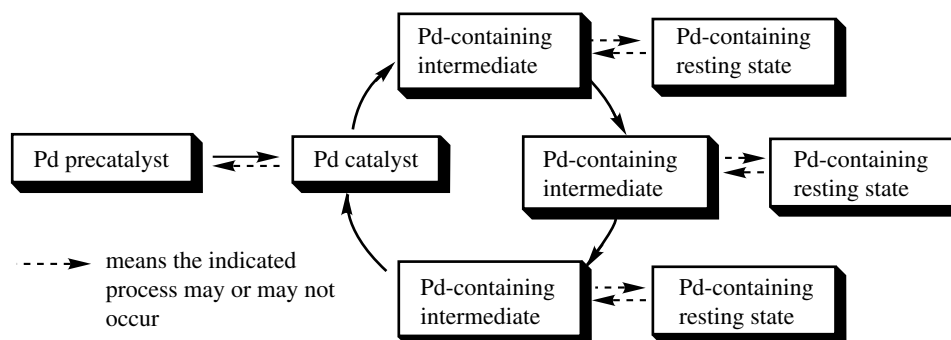 Pd-containing
intermediate
Pd-containing
resting state
Pd precatalyst
Pd catalyst
Pd-containing
intermediate
Pd-containing
resting state
means the indicated
process may or may not
occur
Pd-containing
intermediate
Pd-containing
resting state